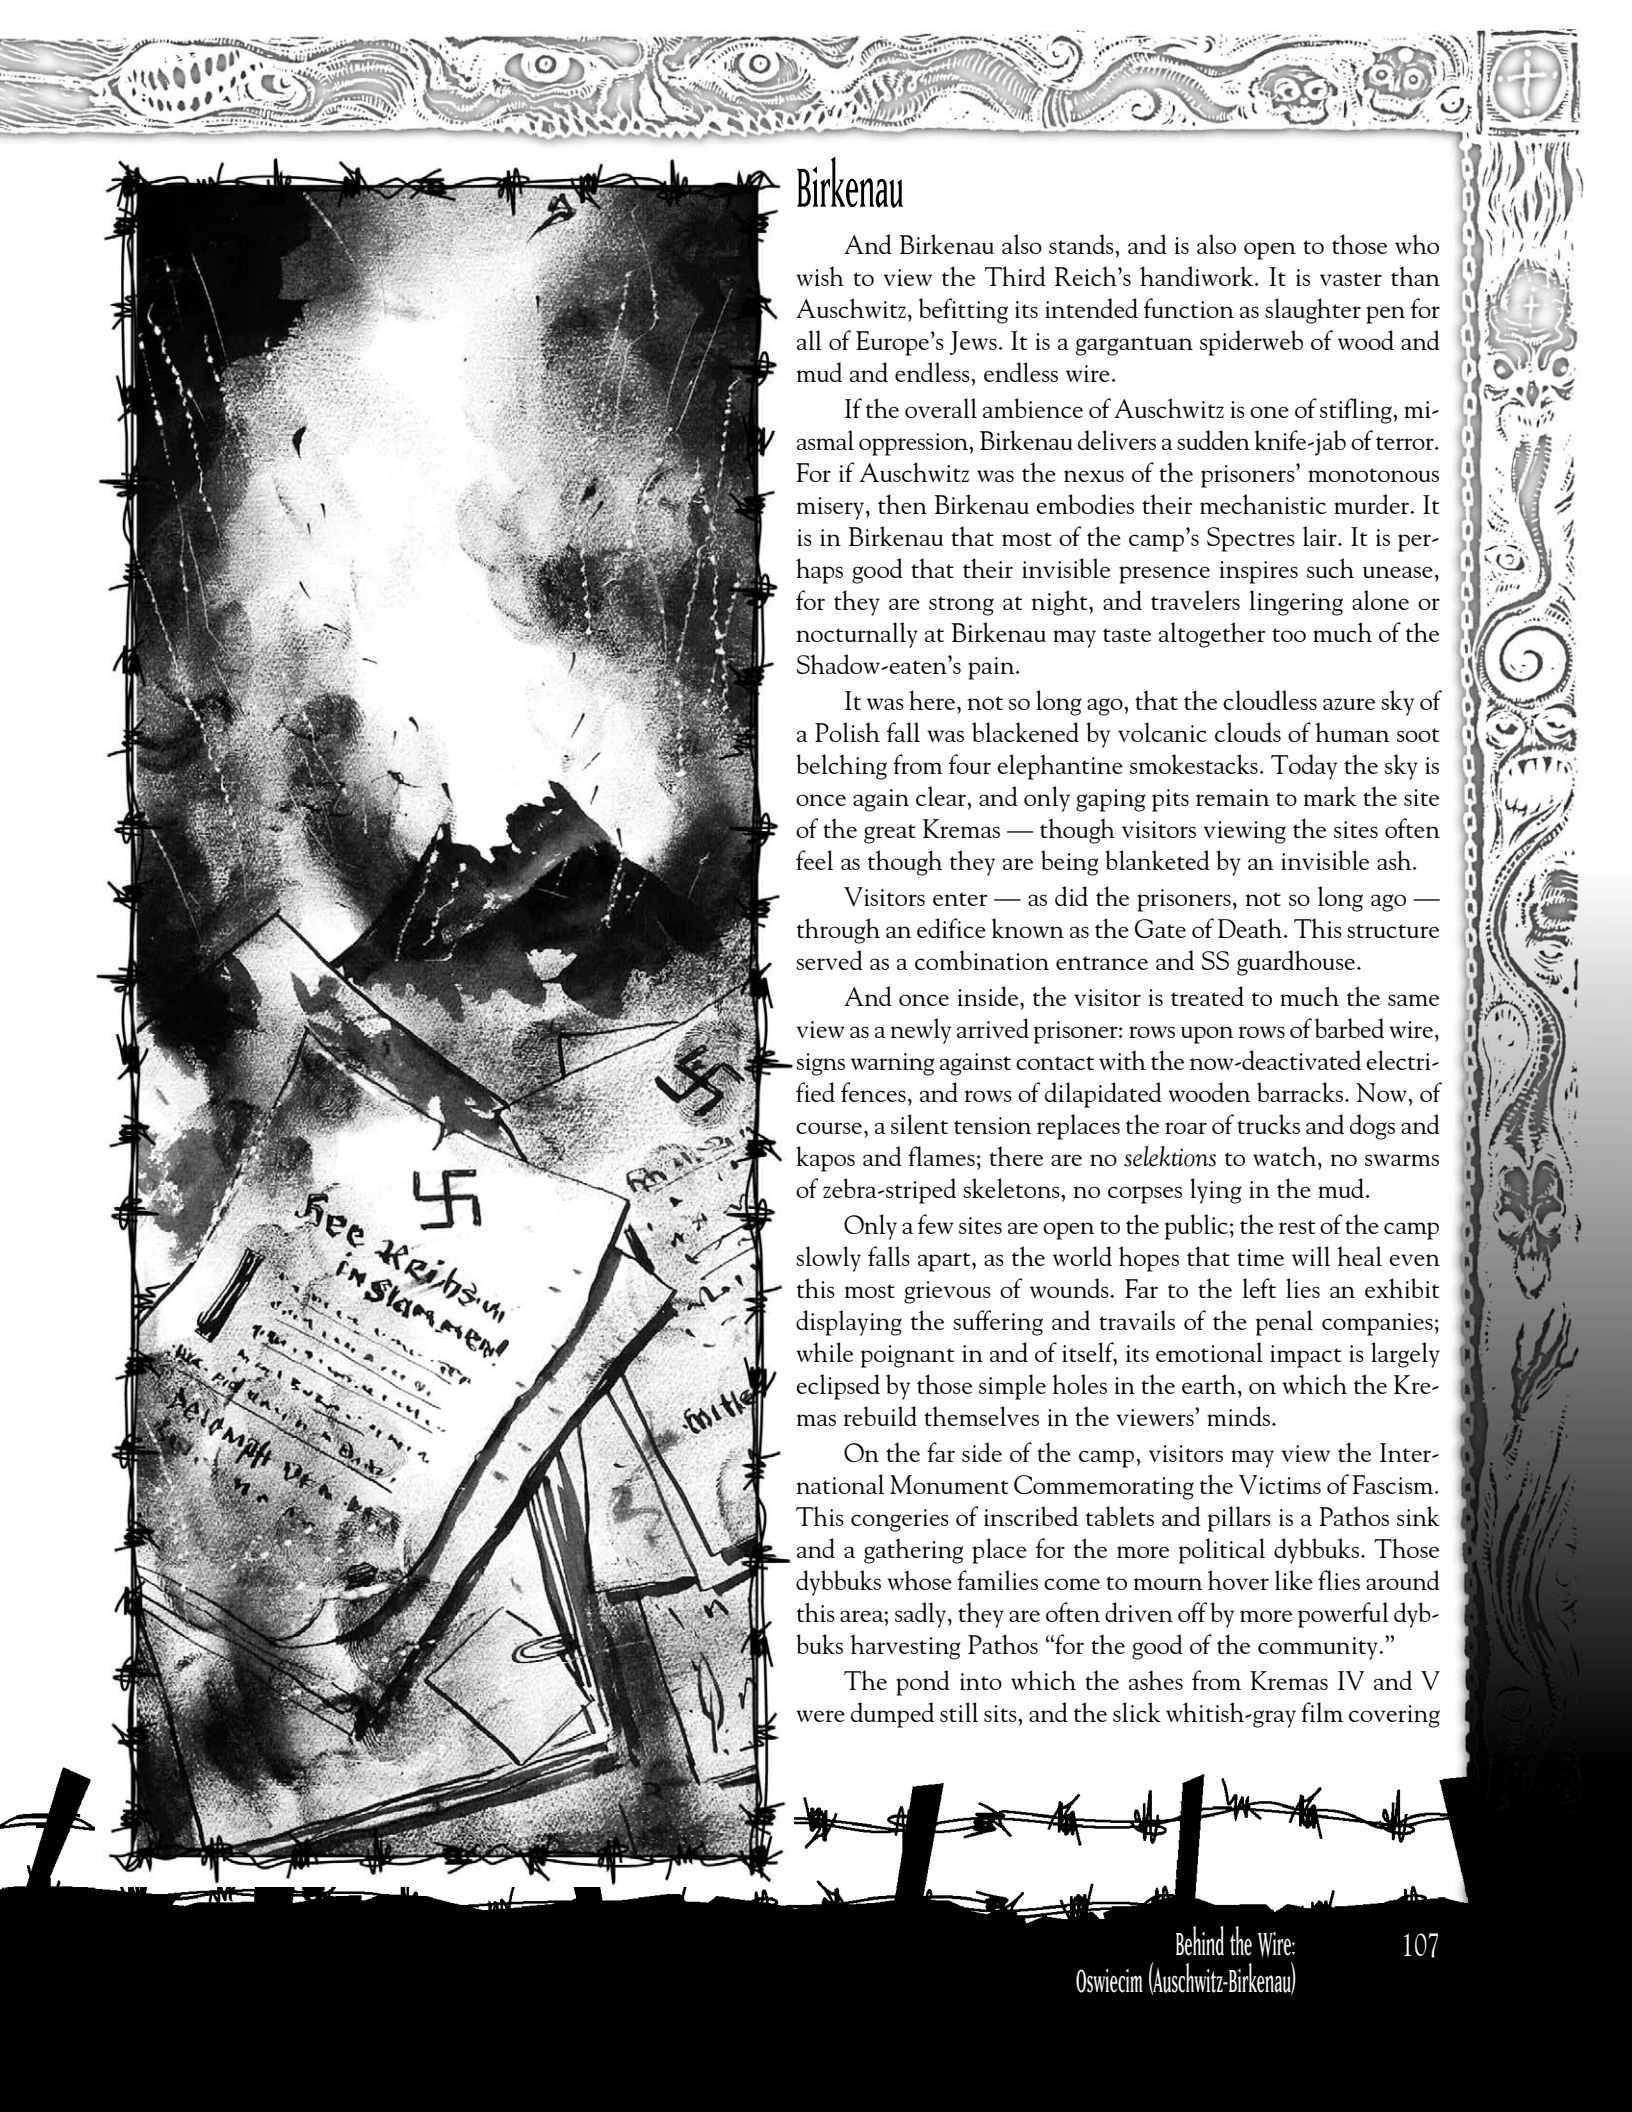 Birkenau
And Birkenau also stands, and is also open to those who
wish to view the Third Reich's handiwork. It is vaster than
Auschwitz, befitting its intended function as slaughter pen for
all of Europe's Jews. It is a gargantuan spiderweb of wood and
mud and endless, endless wire.
If the overall ambience of Auschwitz is one of stifling, mi-
asmal oppression, Birkenau delivers a sudden knife-jab of terror.
For if Auschwitz was the nexus of the prisoners' monotonous
misery, then Birkenau embodies their mechanistic murder. It
is in Birkenau that most of the camp's Spectres lair. It is per-
haps good that their invisible presence inspires such unease,
for they are strong at night, and travelers lingering alone or
nocturnally at Birkenau may taste altogether too much of the
Shadow-eaten's pain.
It was here, not so long ago, that the cloudless azure sky of
a Polish fall was blackened by volcanic clouds of human soot
belching from four elephantine smokestacks. Today the sky is
once again clear, and only gaping pits remain to mark the site
of the great Kremas — though visitors viewing the sites often
feel as though they are being blanketed by an invisible ash.
Visitors enter — as did the prisoners, not so long ago —
through an edifice known as the Gate of Death. This structure
served as a combination entrance and SS guardhouse.
And once inside, the visitor is treated to much the same
view as a newly arrived prisoner: rows upon rows of barbed wire,
signs warning against contact with the now-deactivated electri-
fied fences, and rows of dilapidated wooden barracks. Now, of
course, a silent tension replaces the roar of trucks and dogs and
kapos and flames; there are no selektions to watch, no swarms
of zebra-striped skeletons, no corpses lying in the mud.
Only a few sites are open to the public; the rest of the camp
slowly falls apart, as the world hopes that time will heal even
this most grievous of wounds. Far to the left lies an exhibit
displaying the suffering and travails of the penal companies;
while poignant in and of itself, its emotional impact is largely
eclipsed by those simple holes in the earth, on which the Kre-
mas rebuild themselves in the viewers' minds.
On the far side of the camp, visitors may view the Inter-
national Monument Commemorating the Victims of Fascism.
This congeries of inscribed tablets and pillars is a Pathos sink
and a gathering place for the more political dybbuks. Those
dybbuks whose families come to mourn hover like flies around
this area; sadly, they are often driven off by more powerful dyb-
buks harvesting Pathos “for the good of the community.”
The pond into which the ashes from Kremas IV and V
were dumped still sits, and the slick whitish-gray film covering
Behind the Wire:
Oswiecim (Auschwitz-Birkenau)
107